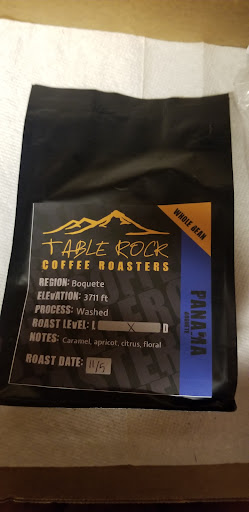 WHOLE BEAN
TABLE ROCK
COFFEE ROASTERS
REGION: Boquete
ELEVATION: 3711 ft
PROCESS: Washed
ROAST LEVEL: L X D
NOTES: Caramel, apricot, citrus, floral
ROAST DATE: 11/5
PANAMA